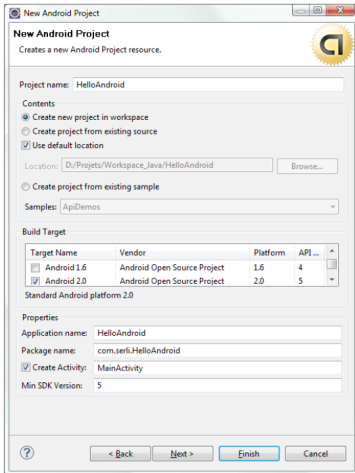 New Android Project
New Android Project
Creates a new Android Project resource.
Project name: HelloAndroid
Contents
Create new project in workspace
Create project from existing source
Use default location
Location: D:/Projets/Workspace_Java/HelloAndroid Browse...
Create project from existing sample
Samples: ApiDemos
Build Target
Target Name Vendor Platform API ...
Android 1.6 Android Open Source Project 1.6 4
Android 2.0 Android Open Source Project 2.0 5
Standard Android platform 2.0
Properties
Application name: HelloAndroid
Package name: com.serli.HelloAndroid
Create Activity: MainActivity
Min SDK Version: 5
? < Back Next > Finish Cancel